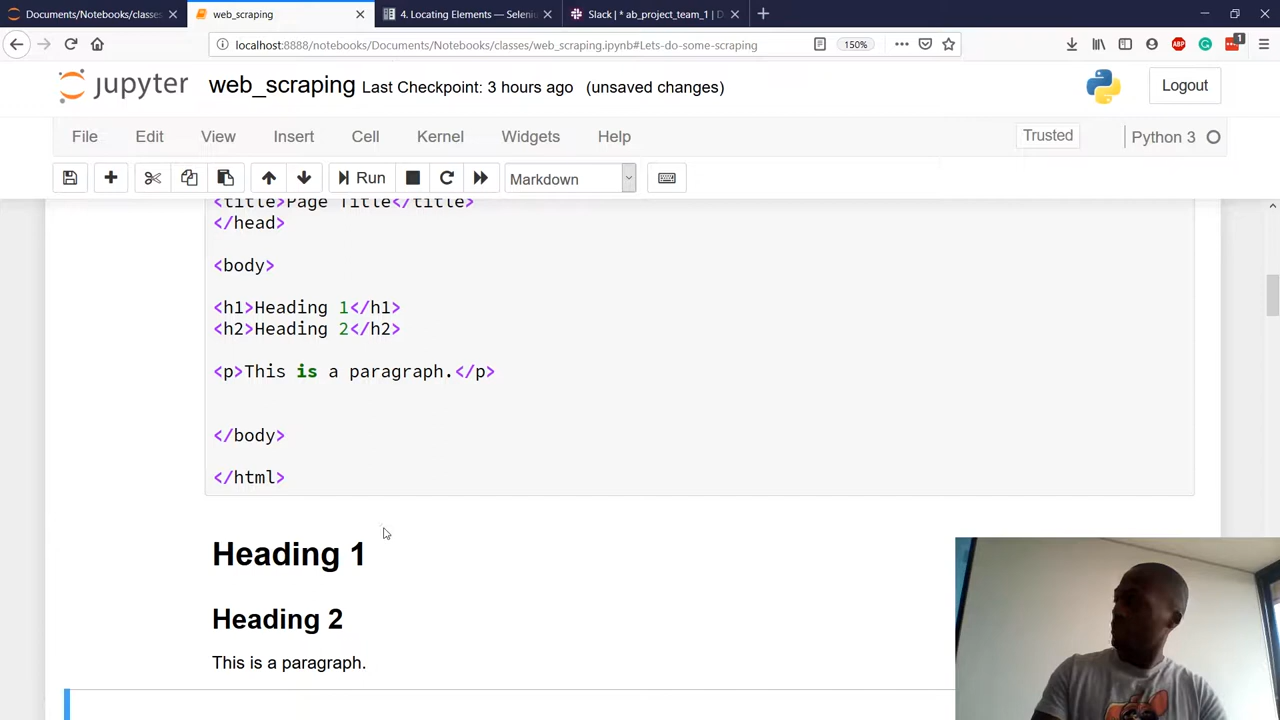 Documents/Notebooks/classes
web_scraping
4. Locating Elements — Seleni
Slack | * ab_project_team_1 | D
localhost:8888/notebooks/Documents/Notebooks/classes/web_scraping.ipynb#Lets-do-some-scraping
150%
ABP
1
jupyter
web_scraping
Last Checkpoint: 3 hours ago
(unsaved changes)
Logout
File
Edit
View
Insert
Cell
Kernel
Widgets
Help
Trusted
Python 3
Run
Markdown
<title>Page Title</title>
</head>
<body>
<h1>Heading 1</h1>
<h2>Heading 2</h2>
<p>This is a paragraph.</p>
</body>
</html>
Heading 1
Heading 2
This is a paragraph.